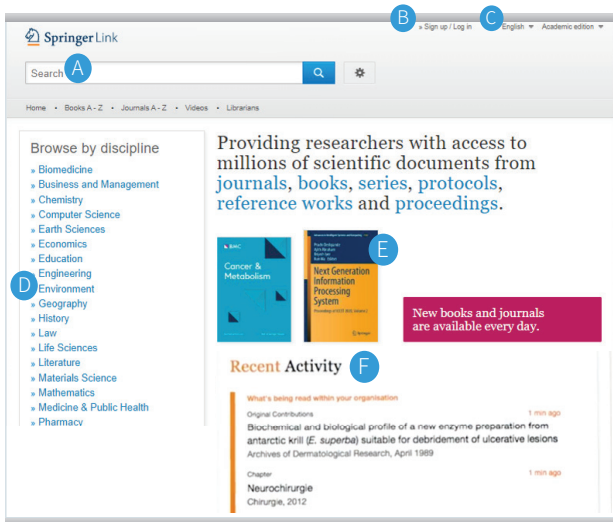 B
C
» Sign up / Log in
English
Academic edition
Springer Link
Search
A
Home • Books A - Z • Journals A - Z • Videos • Librarians
Browse by discipline
» Biomedicine
» Business and Management
» Chemistry
» Computer Science
» Earth Sciences
» Economics
» Education
Engineering
D
Environment
» Geography
» History
» Law
» Life Sciences
» Literature
» Materials Science
» Mathematics
» Medicine & Public Health
» Pharmacy
Providing researchers with access to
millions of scientific documents from
journals, books, series, protocols,
reference works and proceedings.
BMC
Cancer &
Metabolism
E
Next Generation
Information
Processing
System
Springer
New books and journals
are available every day.
Recent Activity
F
What's being read within your organisation
Original Contributions
1 min ago
Biochemical and biological profile of a new enzyme preparation from
antarctic krill (E. superba) suitable for debridement of ulcerative lesions
Archives of Dermatological Research, April 1989
Chapter
1 min ago
Neurochirurgie
Chirurgie, 2012